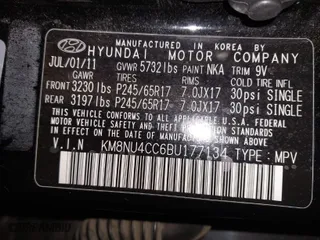 MANUFACTURED IN KOREA BY
HYUNDAI MOTOR COMPANY
JUL/01/11 GVWR 5732lbs PAINT NKA TRIM 9V
GAWR TIRES RIMS COLD TIRE INFL
FRONT 3230 lbs P245/65R17 7.0JX17 30psi SINGLE
REAR 3197 lbs P245/65R17 7.0JX17 30psi SINGLE
THIS VEHICLE CONFORMS TO ALL APPLICABLE
U.S. FEDERAL MOTOR VEHICLE SAFETY
AND THEFT PREVENTION STANDARDS IN EFFECT ON
THE DATE OF MANUFACTURE SHOWN ABOVE.
V.I.N KM8NU4CC6BU177134 TYPE: MPV